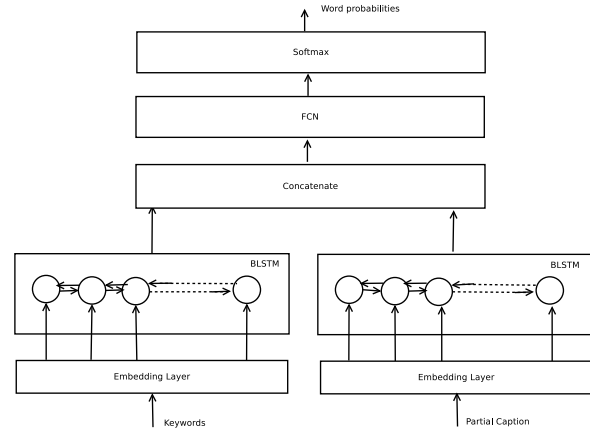 Word probabilities
Softmax
FCN
Concatenate
BLSTM
BLSTM
Embedding Layer
Embedding Layer
Keywords
Partial Caption